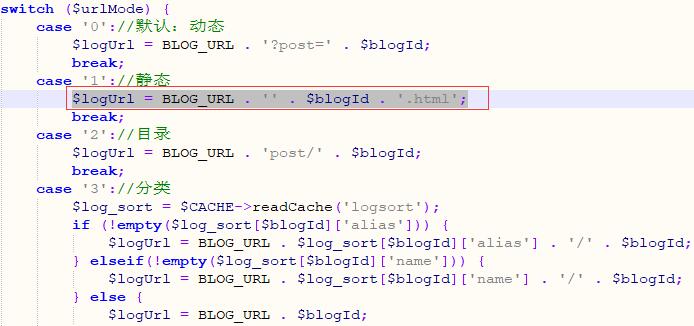 switch ($urlMode) {
    case '0'://默认：动态
        $logUrl = BLOG_URL . '?post=' . $blogId;
        break;
    case '1'://静态
        $logUrl = BLOG_URL . '' . $blogId . '.html';
        break;
    case '2'://目录
        $logUrl = BLOG_URL . 'post/' . $blogId;
        break;
    case '3'://分类
        $log_sort = $CACHE->readCache('logsort');
        if (!empty($log_sort[$blogId]['alias'])) {
            $logUrl = BLOG_URL . $log_sort[$blogId]['alias'] . '/' . $blogId;
        } elseif(!empty($log_sort[$blogId]['name'])) {
            $logUrl = BLOG_URL . $log_sort[$blogId]['name'] . '/' . $blogId;
        } else {
            $logUrl = BLOG_URL . $blogId;